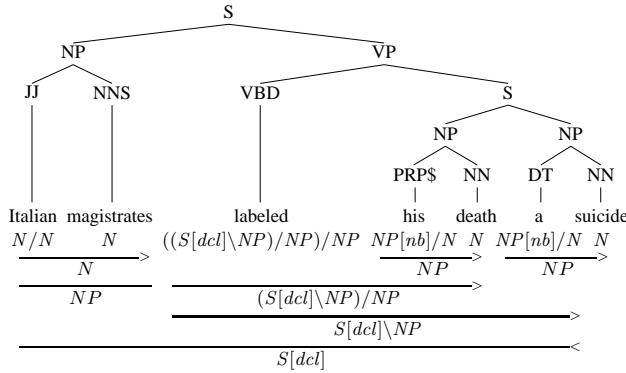 S
NP VP
JJ NNS VBD S
NP NP
PRP$ NN DT NN
Italian magistrates labeled his death a suicide
N/N N ((S[dcl]\NP)/NP)/NP NP[nb]/N N NP[nb]/N N
> > >
N NP NP
>
NP (S[dcl]\NP)/NP
>
S[dcl]\NP
<
S[dcl]